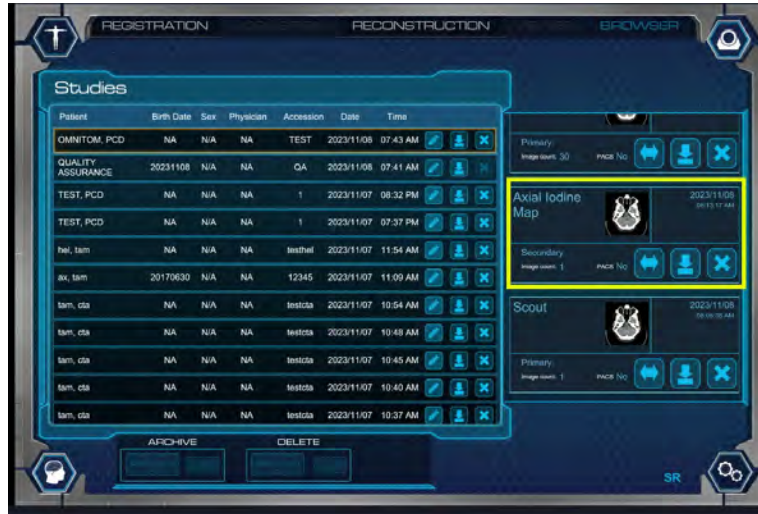 REGISTRATION RECONSTRUCTION BROWSER
Studies
Patient Birth Date Sex Physician Accession Date Time
OMNITOM, PCD NA N/A NA TEST 2023/11/08 07:43 AM
QUALITY ASSURANCE 20231108 N/A NA QA 2023/11/08 07:41 AM
TEST, PCD NA N/A NA 1 2023/11/07 08:32 PM
TEST, PCD NA N/A NA 1 2023/11/07 07:37 PM
hel, tam NA N/A NA testhel 2023/11/07 11:54 AM
ax, tam 20170630 N/A NA 12345 2023/11/07 11:09 AM
tam, cta NA N/A NA testcta 2023/11/07 10:54 AM
tam, cta NA N/A NA testcta 2023/11/07 10:48 AM
tam, cta NA N/A NA testcta 2023/11/07 10:45 AM
tam, cta NA N/A NA testcta 2023/11/07 10:40 AM
tam, cta NA N/A NA testcta 2023/11/07 10:37 AM
Primary
Image count: 30 PACS No
Axial Iodine Map
2023/11/08
Secondary
Image count: 1 PACS No
Scout
2023/11/08
Primary
Image count: 1 PACS No
ARCHIVE DELETE
SR